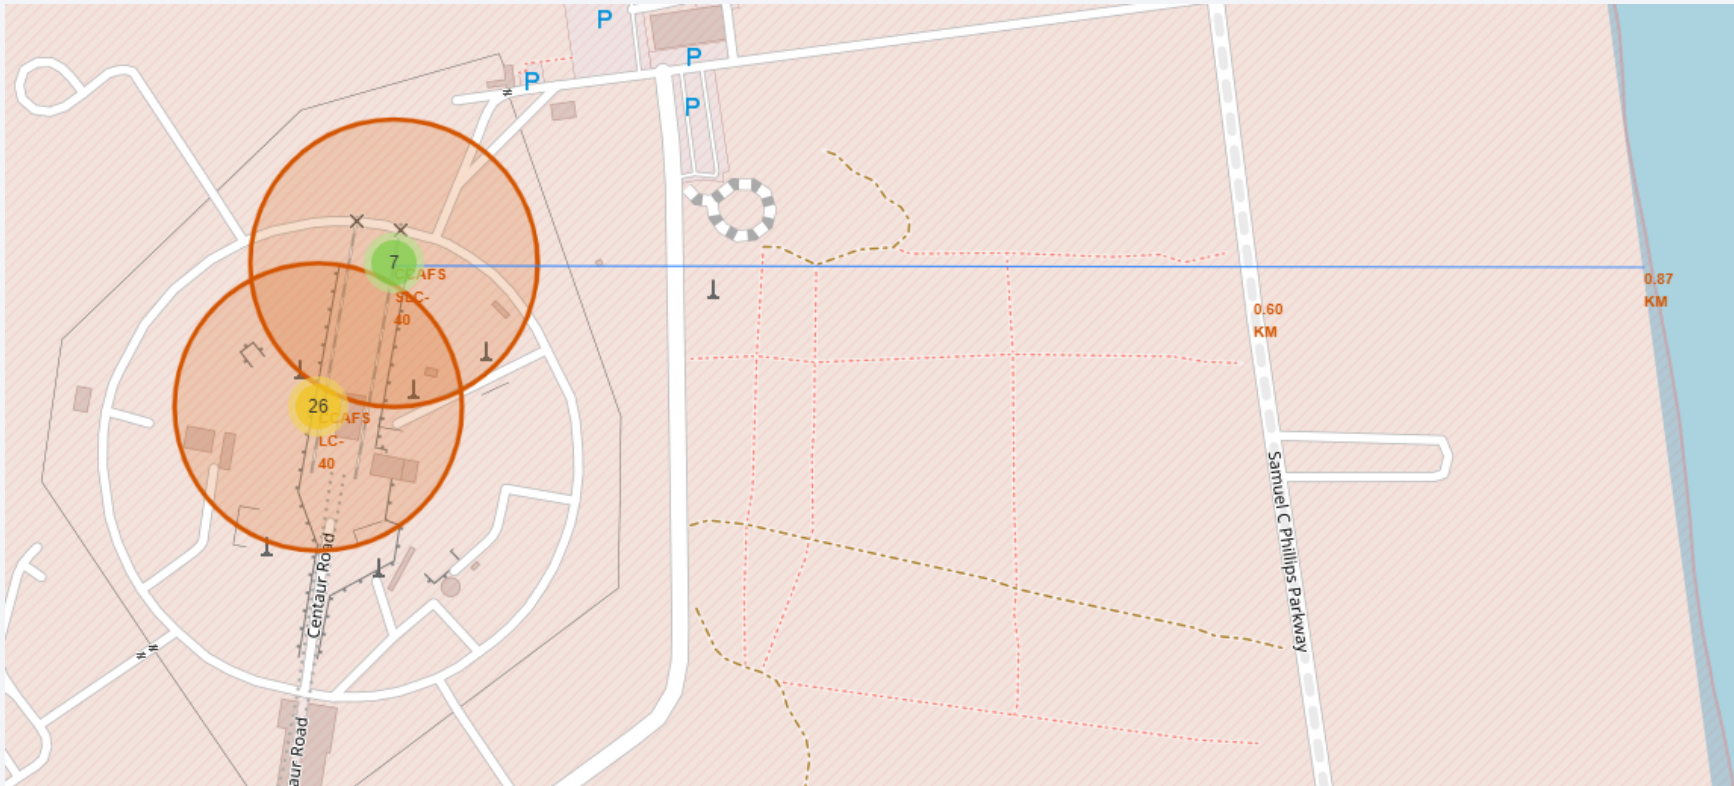 P
P
P
P
7
CCAFS
SLC-
40
0.87
KM
0.60
KM
26
CCAFS
LC-
40
Samuel C Phillips Parkway
Centaur Road
aur Road